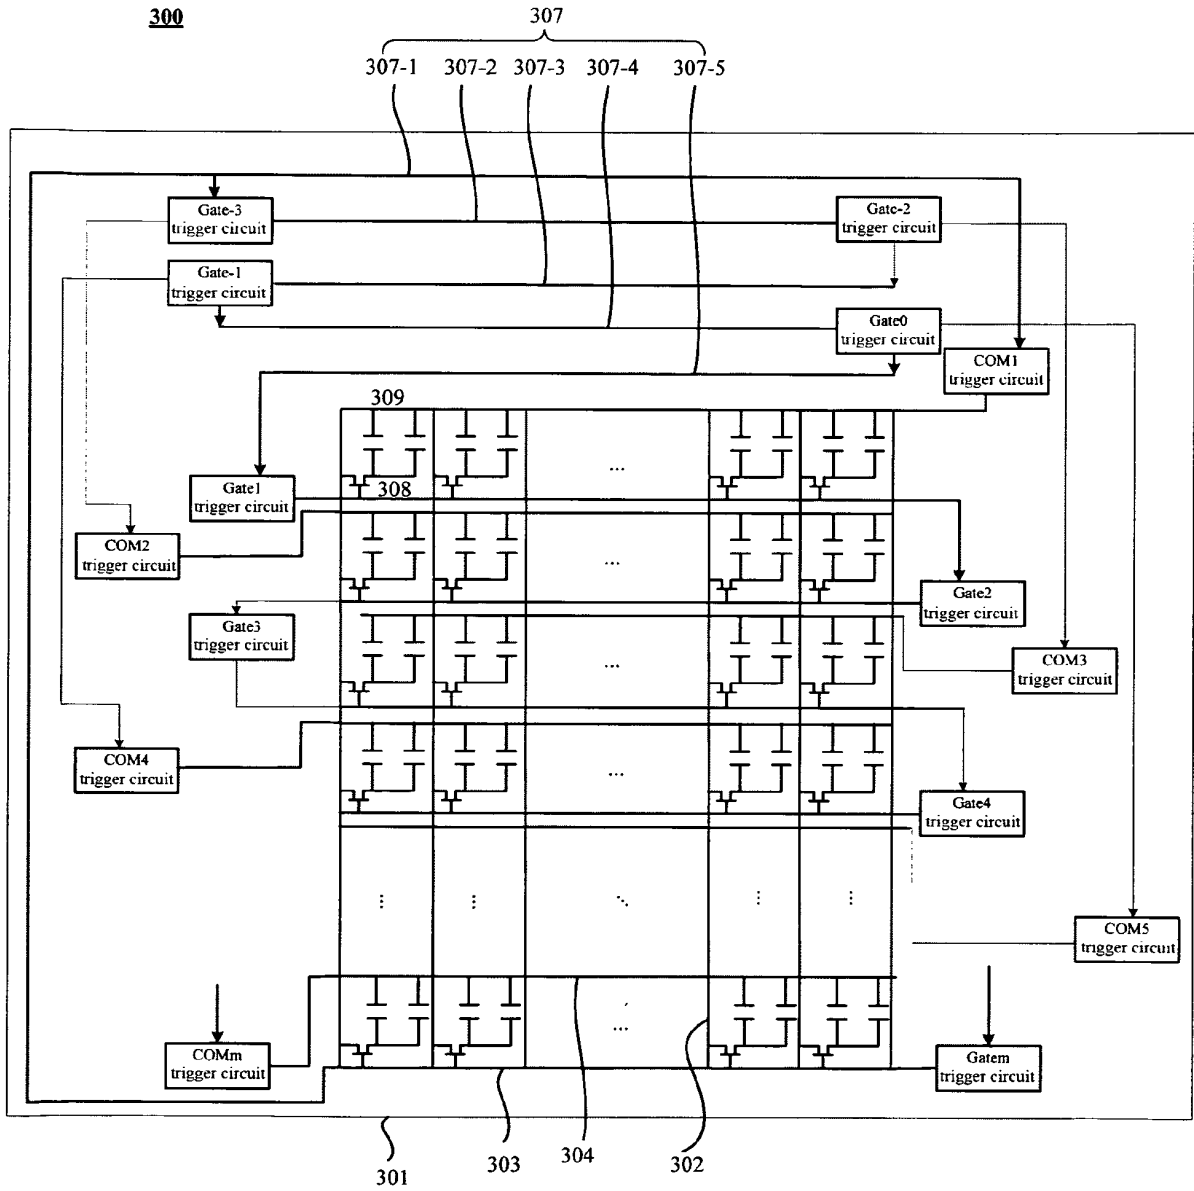 300
307
307-1 307-2 307-3 307-4 307-5
Gate-3
trigger circuit
Gate-2
trigger circuit
Gate-1
trigger circuit
Gate0
trigger circuit
COM1
trigger circuit
309
...
Gate1
trigger circuit
308
COM2
trigger circuit
...
Gate2
trigger circuit
Gate3
trigger circuit
...
COM3
trigger circuit
COM4
trigger circuit
...
Gate4
trigger circuit
COM5
trigger circuit
...
COMm
trigger circuit
Gatem
trigger circuit
301
303
304
302